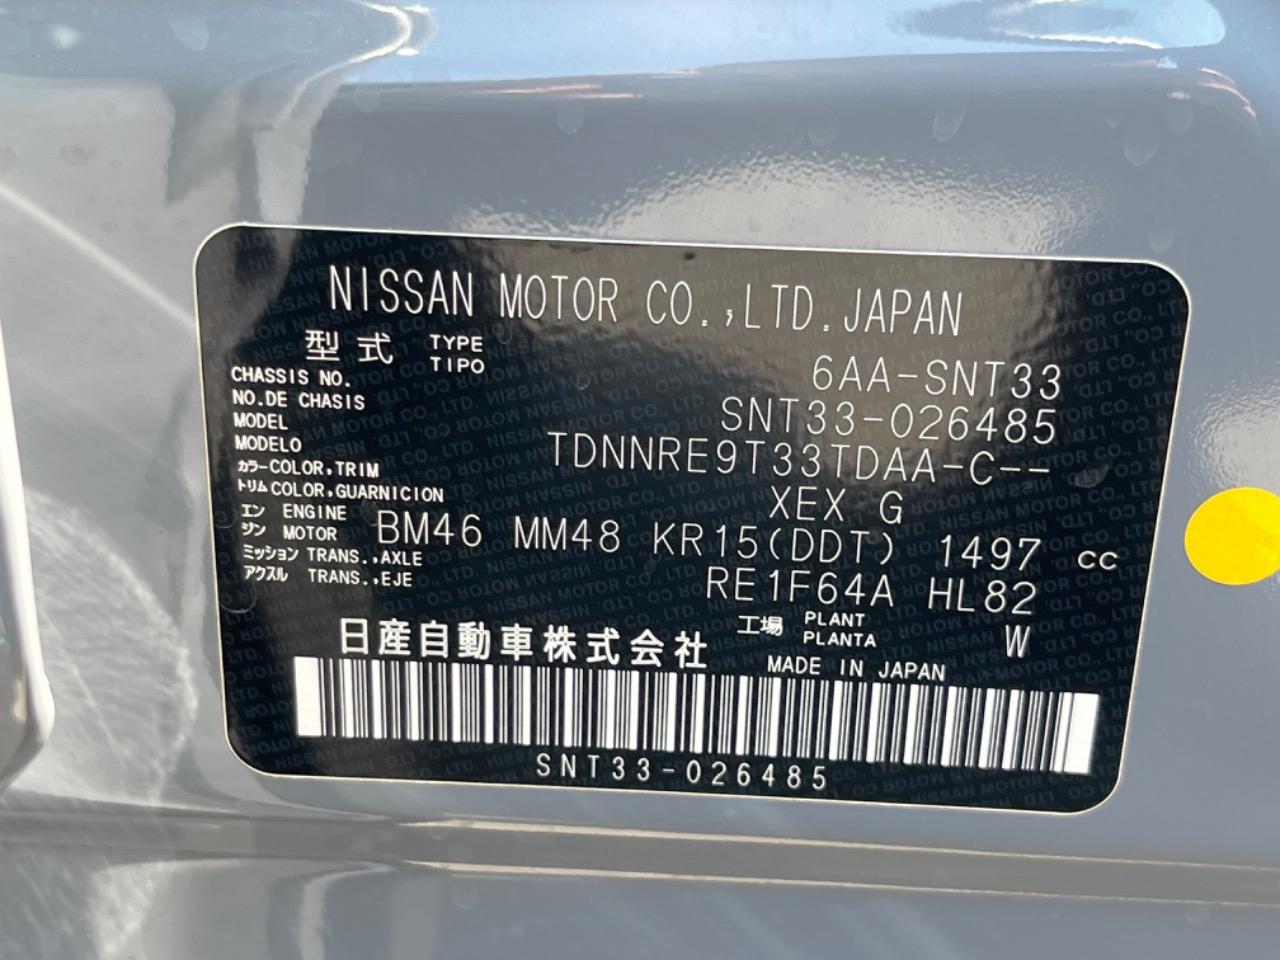 NISSAN MOTOR CO.,LTD.JAPAN
型式 TYPE TIPO 6AA-SNT33
CHASSIS NO. NO.DE CHASIS SNT33-026485
MODEL MODELO TDNNRE9T33TDAA-C--
カラー COLOR,TRIM トリム COLOR,GUARNICION XEX G
エンジン ENGINE MOTOR BM46 MM48 KR15(DDT) 1497 cc
ミッション TRANS.,AXLE アクスル TRANS.,EJE RE1F64A HL82
工場 PLANT PLANTA W
日産自動車株式会社 MADE IN JAPAN
SNT33-026485